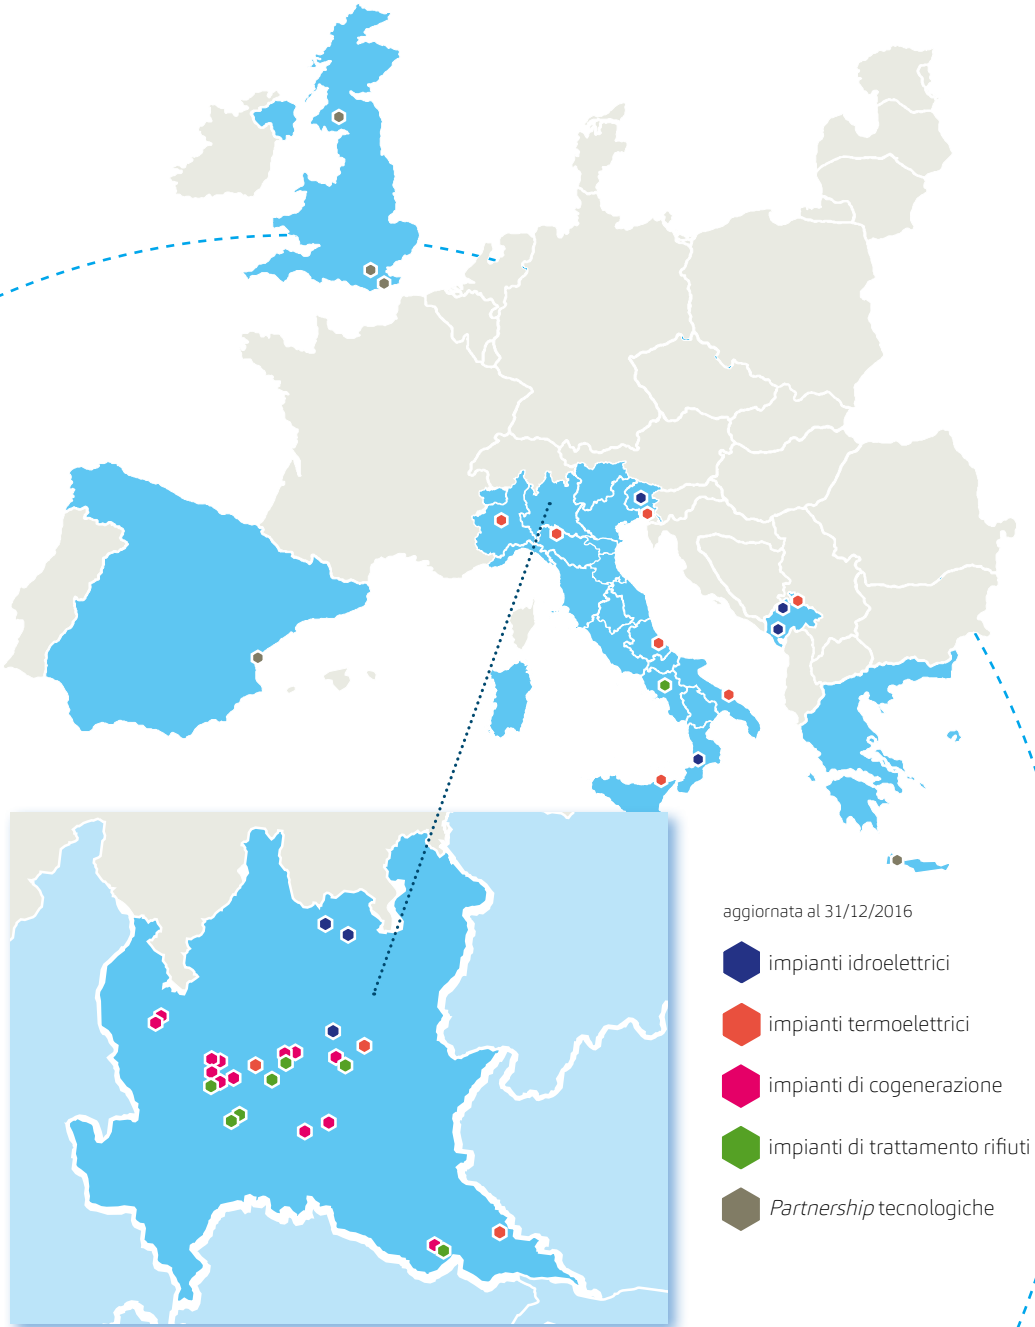 aggiornata al 31/12/2016
impianti idroelettrici
impianti termoelettrici
impianti di cogenerazione
impianti di trattamento rifiuti
Partnership tecnologiche